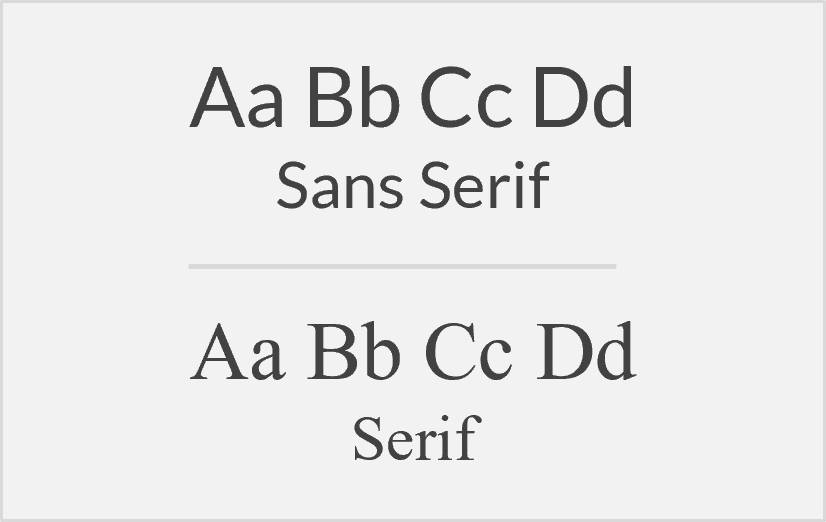 Aa Bb Cc Dd
Sans Serif
Aa Bb Cc Dd
Serif